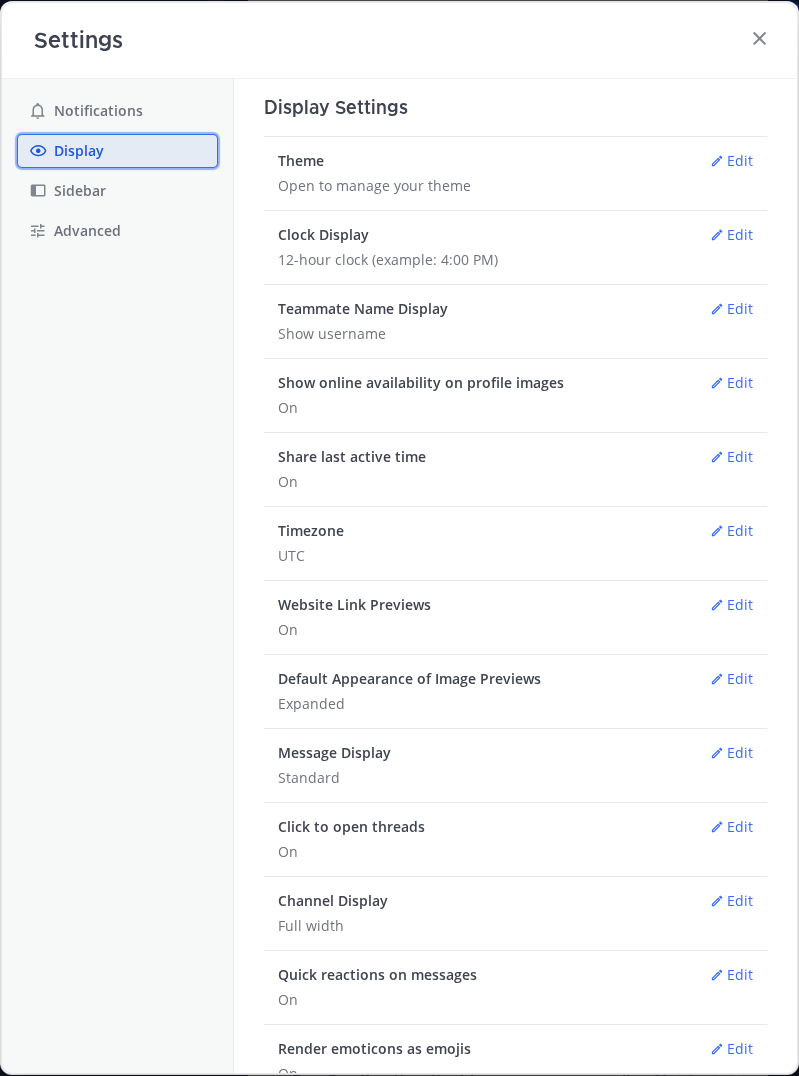 Settings
Notifications
Display
Sidebar
Advanced
Display Settings
Theme
Edit
Open to manage your theme
Clock Display
Edit
12-hour clock (example: 4:00 PM)
Teammate Name Display
Edit
Show username
Show online availability on profile images
Edit
On
Share last active time
Edit
On
Timezone
Edit
UTC
Website Link Previews
Edit
On
Default Appearance of Image Previews
Edit
Expanded
Message Display
Edit
Standard
Click to open threads
Edit
On
Channel Display
Edit
Full width
Quick reactions on messages
Edit
On
Render emoticons as emojis
Edit
On